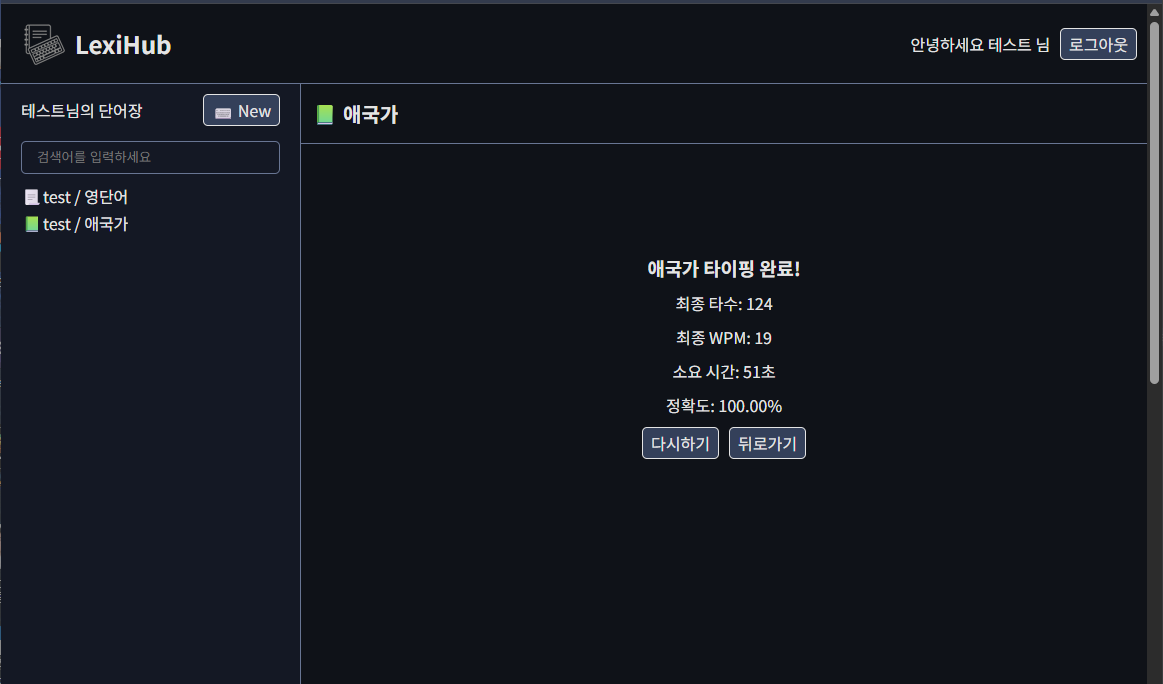 LexiHub
안녕하세요 테스트 님
로그아웃
테스트님의 단어장
New
검색어를 입력하세요
test / 영단어
test / 애국가
애국가
애국가 타이핑 완료!
최종 타수: 124
최종 WPM: 19
소요 시간: 51초
정확도: 100.00%
다시하기
뒤로가기